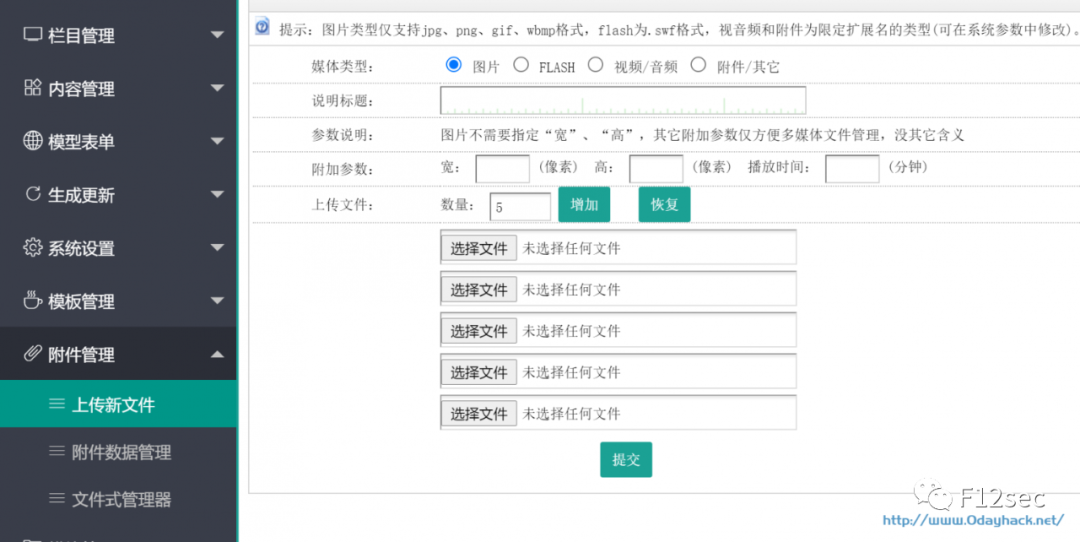 栏目管理
内容管理
模型表单
生成更新
系统设置
模板管理
附件管理
上传新文件
附件数据管理
文件式管理器
提示：图片类型仅支持jpg、png、gif、wbmp格式，flash为.swf格式，视音频和附件为限定扩展名的类型(可在系统参数中修改)。
媒体类型： 图片 FLASH 视频/音频 附件/其它
说明标题：
参数说明： 图片不需要指定“宽”、“高”，其它附加参数仅方便多媒体文件管理，没其它含义
附加参数： 宽： (像素) 高： (像素) 播放时间： (分钟)
上传文件： 数量： 5 增加 恢复
选择文件 未选择任何文件
选择文件 未选择任何文件
选择文件 未选择任何文件
选择文件 未选择任何文件
选择文件 未选择任何文件
提交
F12sec
http://www.0dayhack.net/